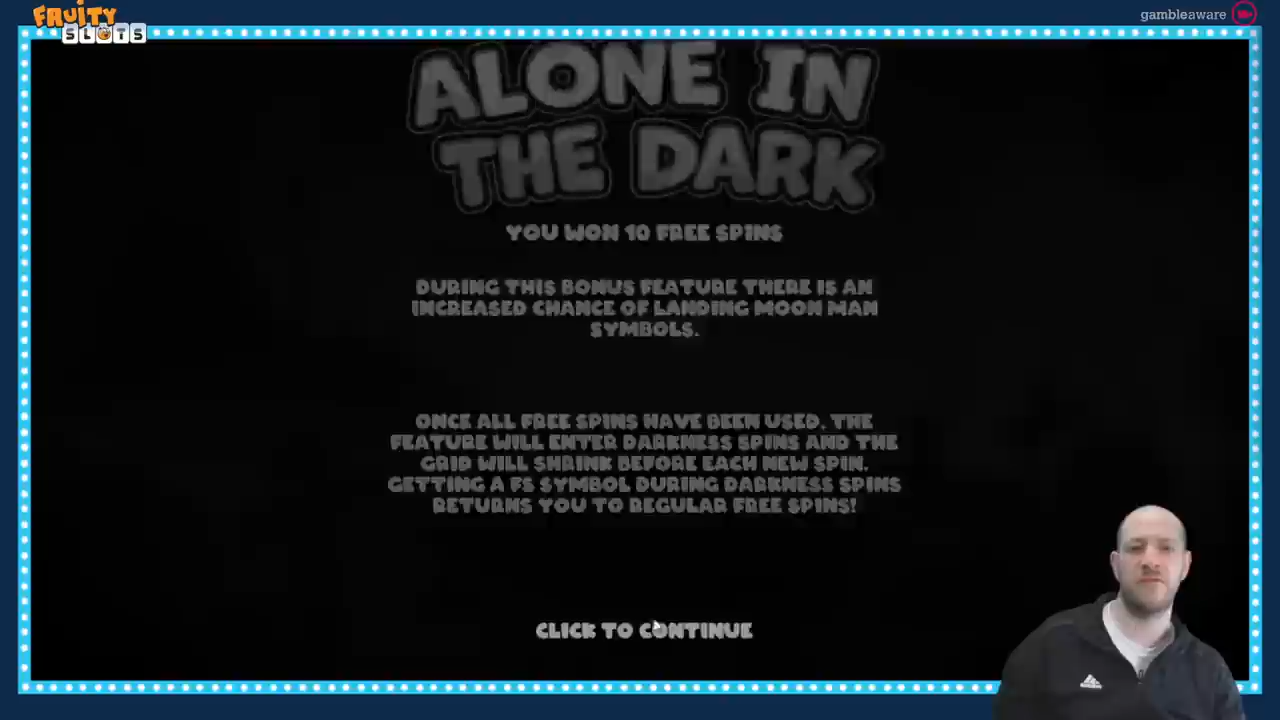 FRUITY
SLOTS
gambleaware
ALONE IN
THE DARK
YOU WON 10 FREE SPINS
DURING THIS BONUS FEATURE THERE IS AN
INCREASED CHANCE OF LANDING MOON MAN
SYMBOLS.
ONCE ALL FREE SPINS HAVE BEEN USED, THE
FEATURE WILL ENTER DARKNESS SPINS AND THE
GRID WILL SHRINK BEFORE EACH NEW SPIN.
GETTING A FS SYMBOL DURING DARKNESS SPINS
RETURNS YOU TO REGULAR FREE SPINS!
CLICK TO CONTINUE